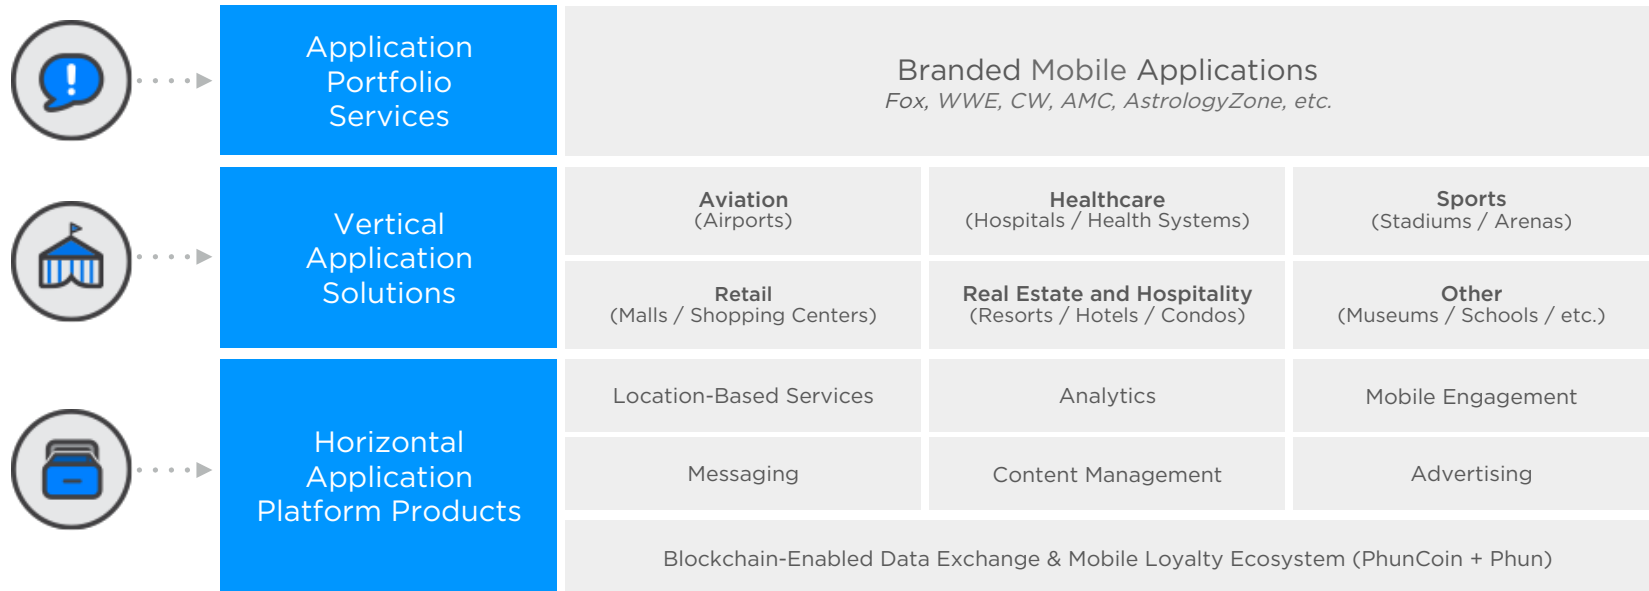 Application
Portfolio
Services
Branded Mobile Applications
Fox, WWE, CW, AMC, AstrologyZone, etc.
Vertical
Application
Solutions
Aviation
(Airports)
Healthcare
(Hospitals / Health Systems)
Sports
(Stadiums / Arenas)
Retail
(Malls / Shopping Centers)
Real Estate and Hospitality
(Resorts / Hotels / Condos)
Other
(Museums / Schools / etc.)
Horizontal
Application
Platform Products
Location-Based Services
Analytics
Mobile Engagement
Messaging
Content Management
Advertising
Blockchain-Enabled Data Exchange & Mobile Loyalty Ecosystem (PhunCoin + Phun)